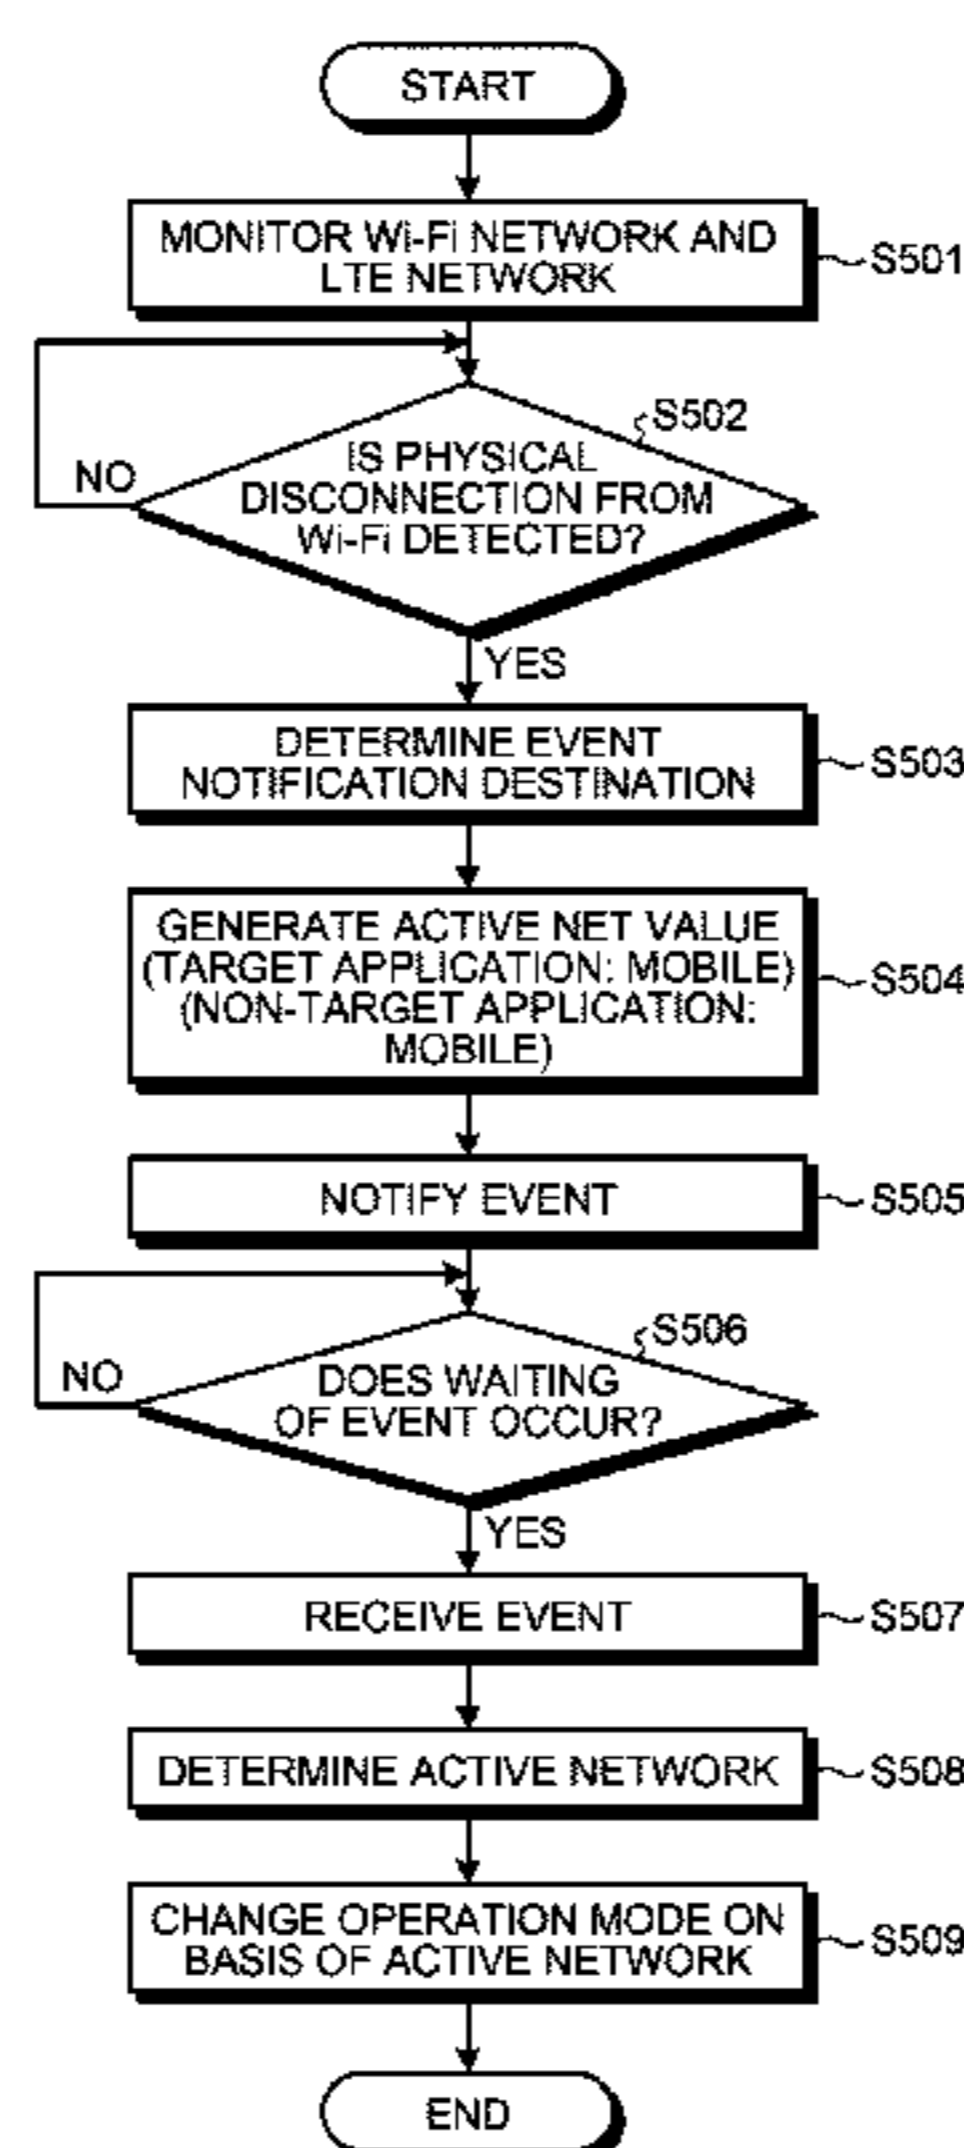 START
MONITOR Wi-Fi NETWORK AND
LTE NETWORK
S501
S502
IS PHYSICAL
DISCONNECTION FROM
Wi-Fi DETECTED?
NO
YES
DETERMINE EVENT
NOTIFICATION DESTINATION
S503
GENERATE ACTIVE NET VALUE
(TARGET APPLICATION: MOBILE)
(NON-TARGET APPLICATION:
MOBILE)
S504
NOTIFY EVENT
S505
S506
DOES WAITING
OF EVENT OCCUR?
NO
YES
RECEIVE EVENT
S507
DETERMINE ACTIVE NETWORK
S508
CHANGE OPERATION MODE ON
BASIS OF ACTIVE NETWORK
S509
END